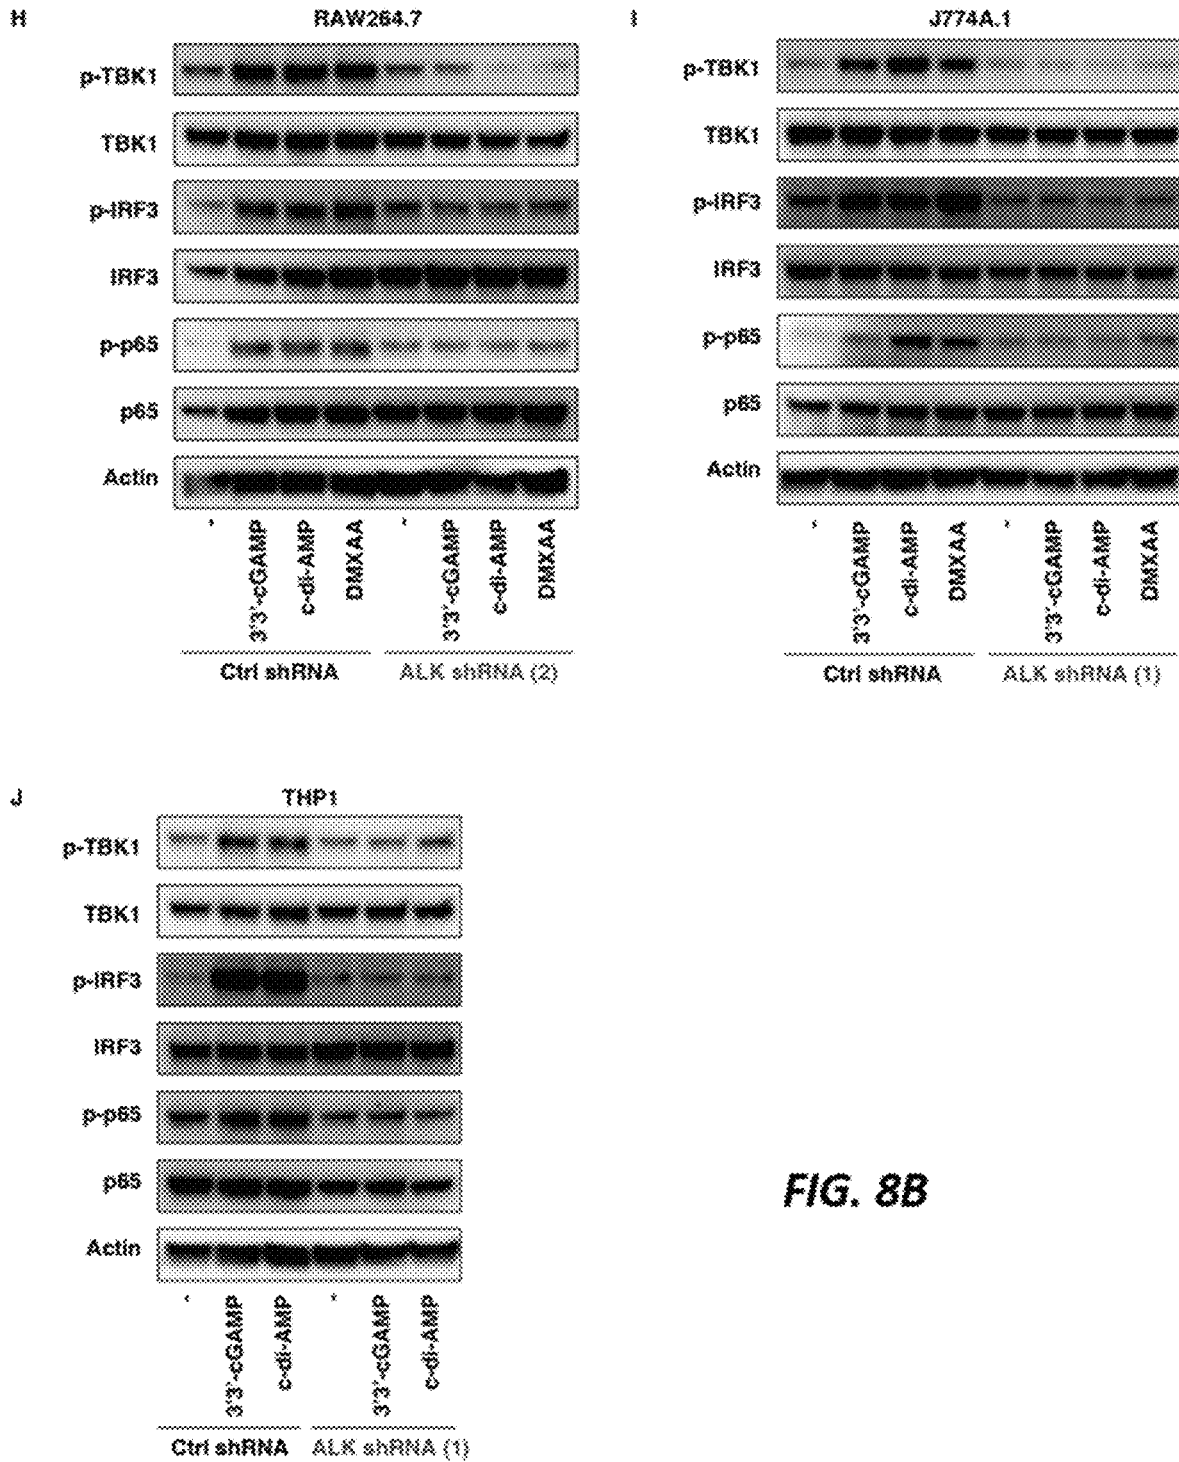 H
RAW264.7
p-TBK1
TBK1
p-IRF3
IRF3
p-p65
p65
Actin
-
3'3'-cGAMP
c-di-AMP
DMXAA
-
3'3'-cGAMP
c-di-AMP
DMXAA
Ctrl shRNA
ALK shRNA (2)
I
J774A.1
p-TBK1
TBK1
p-IRF3
IRF3
p-p65
p65
Actin
-
3'3'-cGAMP
c-di-AMP
DMXAA
-
3'3'-cGAMP
c-di-AMP
DMXAA
Ctrl shRNA
ALK shRNA (1)
J
THP1
p-TBK1
TBK1
p-IRF3
IRF3
p-p65
p65
Actin
-
3'3'-cGAMP
c-di-AMP
-
3'3'-cGAMP
c-di-AMP
Ctrl shRNA
ALK shRNA (1)
FIG. 8B